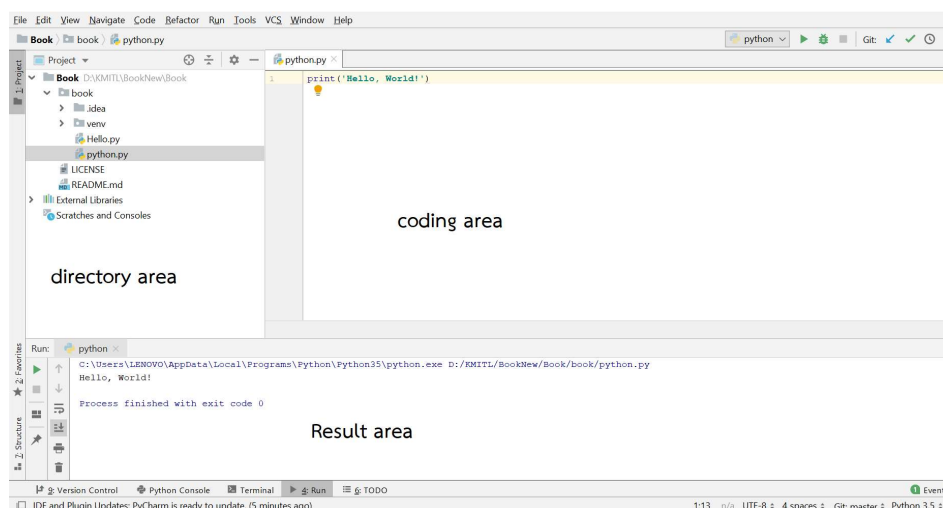 File Edit View Navigate Code Refactor Run Tools VCS Window Help
Book book python.py
python Git:
1: Project
Project
python.py
Book D:\KMITL\BookNew\Book
book
.idea
venv
Hello.py
python.py
LICENSE
README.md
External Libraries
Scratches and Consoles
directory area
1 print('Hello, World!')
coding area
Run: python
C:\Users\LENOVO\AppData\Local\Programs\Python\Python35\python.exe D:/KMITL/BookNew/Book/book/python.py
Hello, World!
Process finished with exit code 0
Result area
2: Favorites
7: Structure
9: Version Control Python Console Terminal 4: Run 6: TODO 1 Event
IDE and Plugin Updates: PyCharm is ready to update. (5 minutes ago) 1:13 n/a UTF-8 4 spaces Git: master Python 3.5